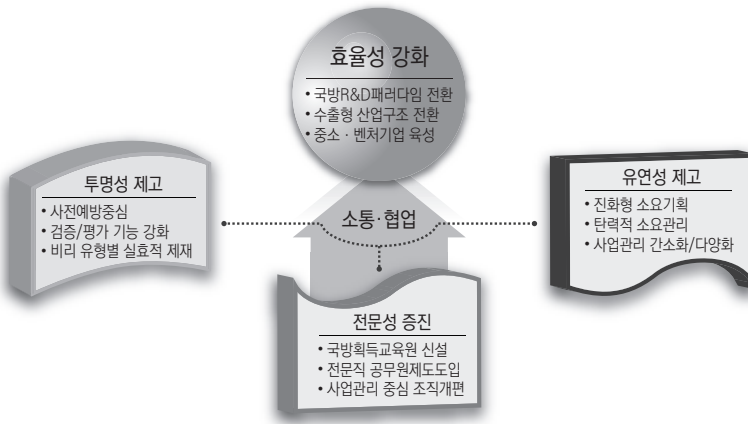 효율성 강화
• 국방R&D패러다임 전환
• 수출형 산업구조 전환
• 중소 · 벤처기업 육성
투명성 제고
• 사전예방중심
• 검증/평가 기능 강화
• 비리 유형별 실효적 제재
소통·협업
유연성 제고
• 진화형 소요기획
• 탄력적 소요관리
• 사업관리 간소화/다양화
전문성 증진
• 국방획득교육원 신설
• 전문직 공무원제도도입
• 사업관리 중심 조직개편